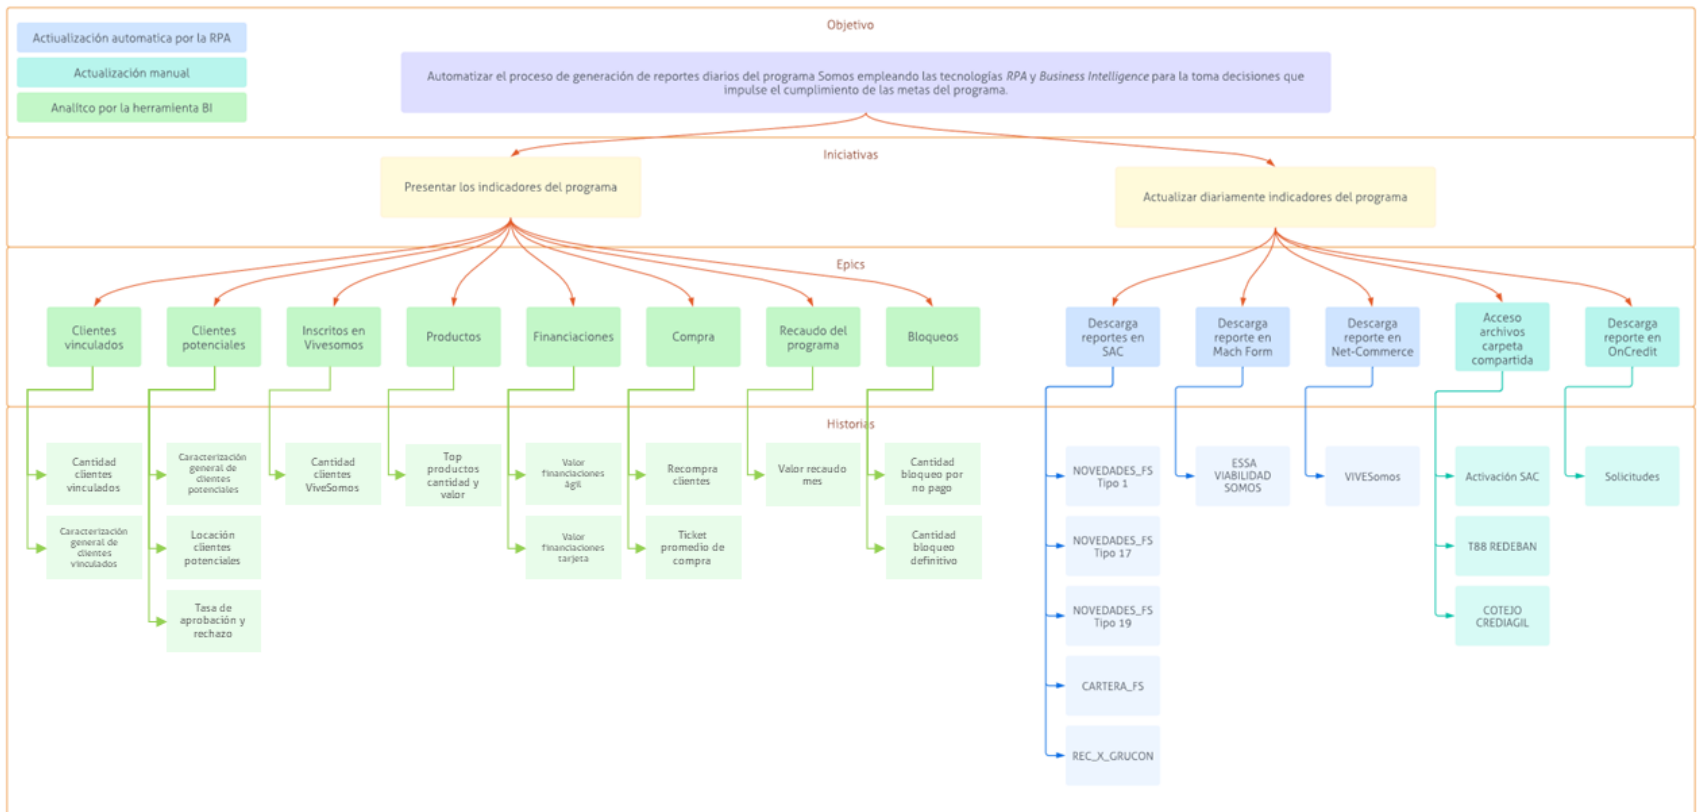 Objetivo
Actiualización automatica por la RPA
Actualización manual
Analítco por la herramienta BI
Automatizar el proceso de generación de reportes diarios del programa Somos empleando las tecnologías RPA y Business Intelligence para la toma decisiones que
impulse el cumplimiento de las metas del programa.
Iniciativas
Presentar los indicadores del programa
Actualizar diariamente indicadores del programa
Epics
Clientes
vinculados
Clientes
potenciales
Inscritos en
Vivesomos
Productos
Financiaciones
Compra
Recaudo del
programa
Bloqueos
Descarga
reportes en
SAC
Descarga
reporte en
Mach Form
Descarga
reporte en
Net-Commerce
Acceso
archivos
carpeta
compartida
Descarga
reporte en
OnCredit
Historias
Cantidad
clientes
vinculados
Caracterización
general de
clientes
vinculados
Caracterización
general de
clientes
potenciales
Locación
clientes
potenciales
Tasa de
aprobación y
rechazo
Cantidad
clientes
ViveSomos
Top
productos
cantidad y
valor
Valor
financiaciones
ágil
Valor
financiaciones
tarjeta
Recompra
clientes
Ticket
promedio de
compra
Valor recaudo
mes
Cantidad
bloqueo por
no pago
Cantidad
bloqueo
definitivo
NOVEDADES_FS
Tipo 1
NOVEDADES_FS
Tipo 17
NOVEDADES_FS
Tipo 19
CARTERA_FS
REC_X_GRUCON
ESSA
VIABILIDAD
SOMOS
VIVESomos
Activación SAC
T88 REDEBAN
COTEJO
CREDIAGIL
Solicitudes